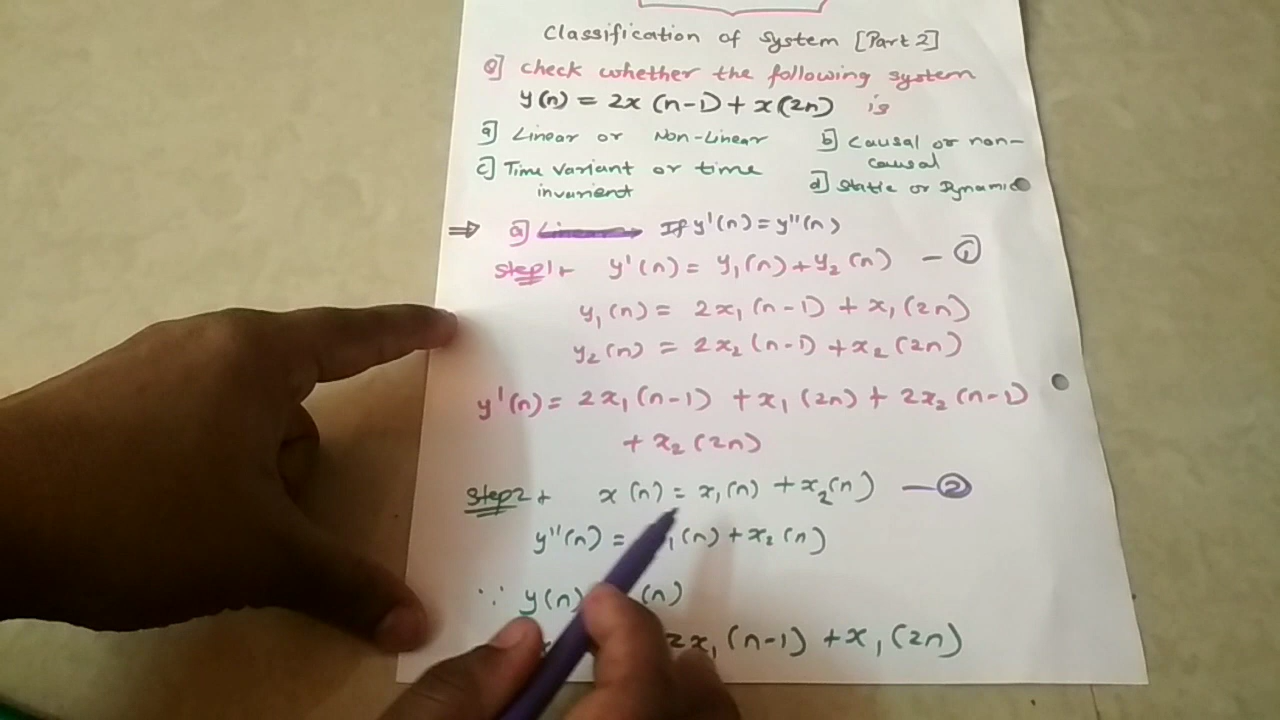 Classification of system [Part 2]
Q] check whether the following system
y(n) = 2x (n-1) + x(2n) is
a] Linear or Non-Linear
b] causal or non-
causal
c] Time variant or time
invarient
d] static or Dynamic
⇒ a] If y'(n) = y''(n)
Step1+ y'(n) = y₁(n) + y₂(n) — ①
y₁(n) = 2x₁(n-1) + x₁(2n)
y₂(n) = 2x₂(n-1) + x₂(2n)
y'(n) = 2x₁(n-1) + x₁(2n) + 2x₂(n-1)
+ x₂(2n)
Step2+ x(n) = x₁(n) + x₂(n) — ②
y''(n) = ₁(n) + x₂(n)
∵ y(n) (n)
2x₁(n-1) + x₁(2n)